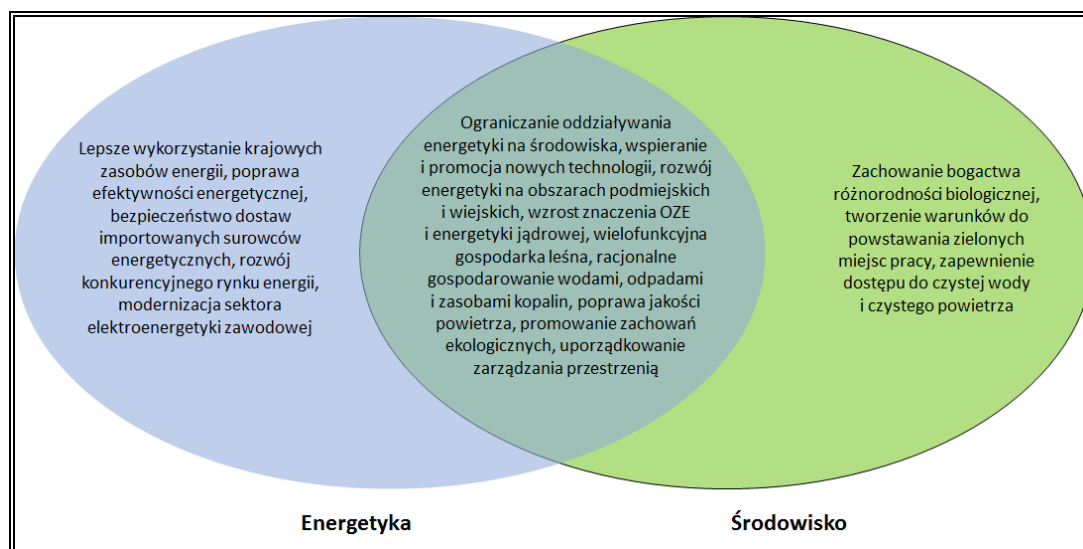 Lepsze wykorzystanie krajowych
zasobów energii, poprawa
efektywności energetycznej,
bezpieczeństwo dostaw
importowanych surowców
energetycznych, rozwój
konkurencyjnego rynku energii,
modernizacja sektora
elektroenergetyki zawodowej
Ograniczanie oddziaływania
energetyki na środowiska, wspieranie
i promocja nowych technologii, rozwój
energetyki na obszarach podmiejskich
i wiejskich, wzrost znaczenia OZE
i energetyki jądrowej, wielofunkcyjna
gospodarka leśna, racjonalne
gospodarowanie wodami, odpadami
i zasobami kopalin, poprawa jakości
powietrza, promowanie zachowań
ekologicznych, uporządkowanie
zarządzania przestrzenią
Zachowanie bogactwa
różnorodności biologicznej,
tworzenie warunków do
powstawania zielonych
miejsc pracy, zapewnienie
dostępu do czystej wody
i czystego powietrza
Energetyka
Środowisko